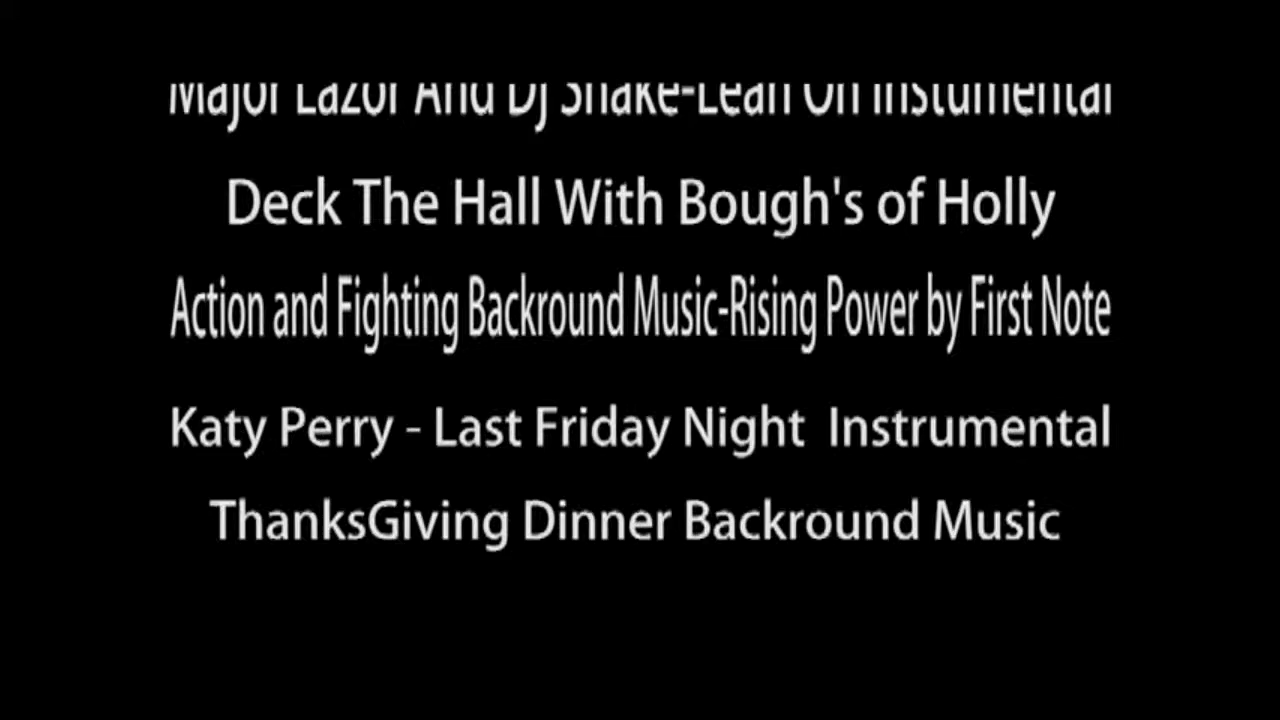 Major Lazor And Dj Snake-Lean On Instumental
Deck The Hall With Bough's of Holly
Action and Fighting Backround Music-Rising Power by First Note
Katy Perry - Last Friday Night  Instrumental
ThanksGiving Dinner Backround Music